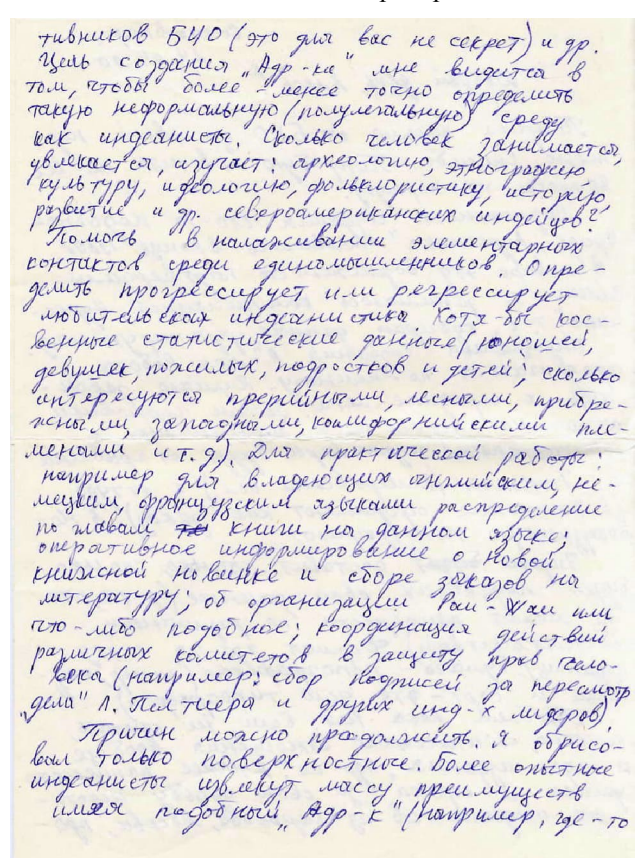 тивников БЦО (это для вас не секрет) и др.
Цель создания „Адр-ка" мне видится в
том, чтобы более-менее точно определить
такую неформальную (полулегальную) среду
как индеанисты. Сколько человек занимается,
увлекается, изучает: археологию, этнографию
культуру, идеологию, фольклористику, историю,
развитие и др. североамериканских индейцев?
Помочь в налаживании элементарных
контактов среди единомышленников. Опре-
делить прогрессирует или регрессирует
любительская индеанистика. Хотя-бы кос-
венные статистические данные (юношей,
девушек, пожилых, подростков и детей; сколько
интересуются прерийными, лесными, прибре-
жными, западными, калифорнийскими пле-
менами и т.д.). Для практической работы:
например для владеющих английским, не-
мецким, французским языками распределение
по главам книги на данном языке;
оперативное информирование о новой
книжной новинке и сборе заказов на
литературу; об организации Pau-Wau или
что-либо подобное; координация действий
различных комитетов в защиту прав чело-
века (например: сбор подписей за пересмотр
„дела" Л. Пелтиера и других инд-х лидеров).
Причин можно продолжить. Я обрисо-
вал только поверхностные. Более опытные
индеанисты извлекут массу преимуществ
имея подобный „Адр-к" (например, где-то